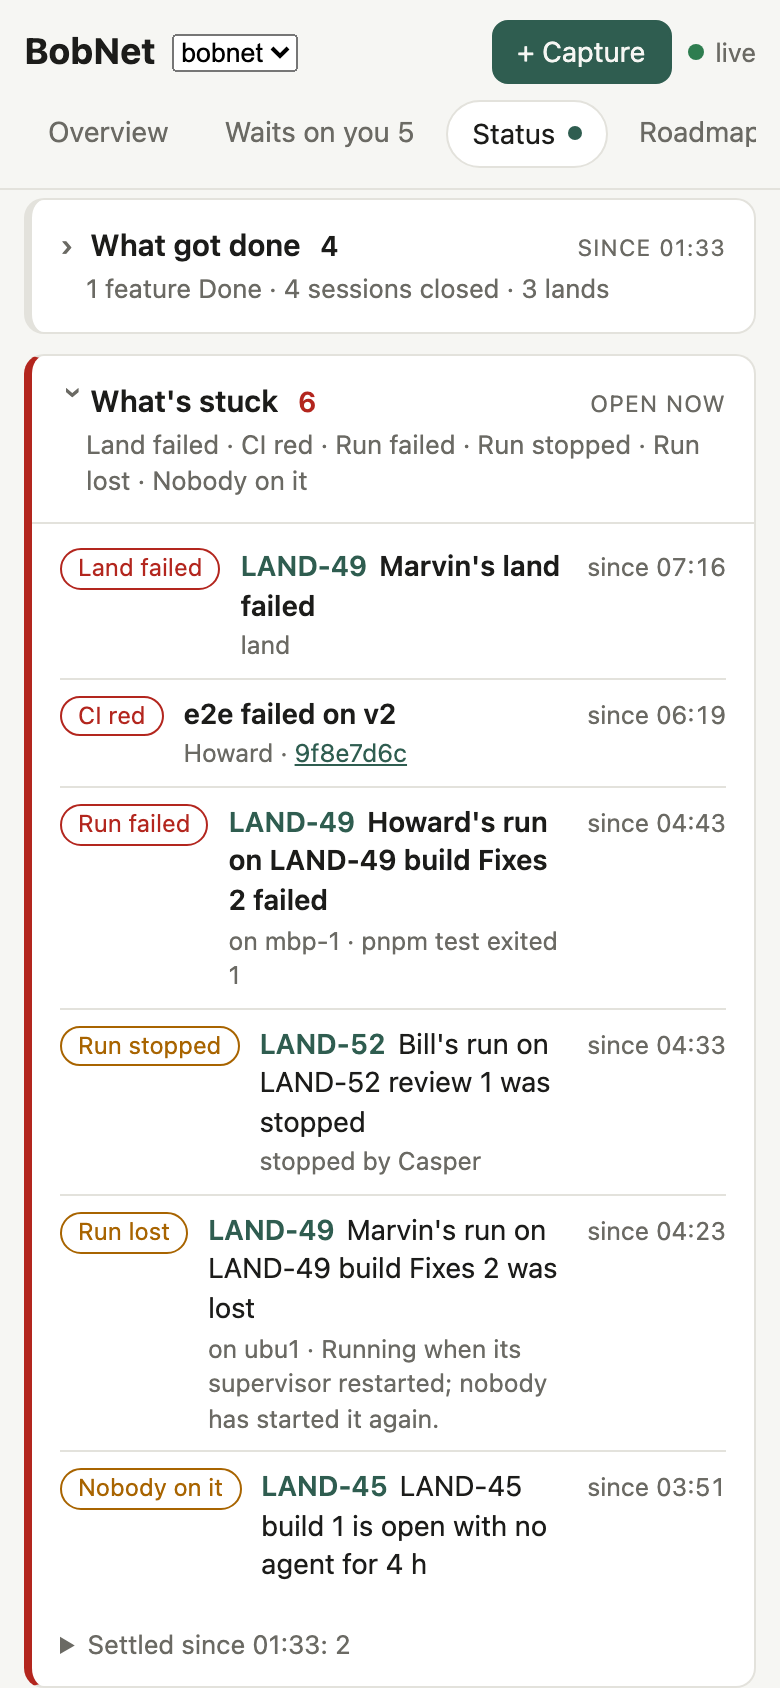 BobNet bobnet + Capture live
Overview Waits on you 5 Status Roadmap
What got done 4 SINCE 01:33
1 feature Done · 4 sessions closed · 3 lands
What's stuck 6 OPEN NOW
Land failed · CI red · Run failed · Run stopped · Run
lost · Nobody on it
Land failed LAND-49 Marvin's land since 07:16
failed
land
CI red e2e failed on v2 since 06:19
Howard · 9f8e7d6c
Run failed LAND-49 Howard's run since 04:43
on LAND-49 build Fixes
2 failed
on mbp-1 · pnpm test exited
1
Run stopped LAND-52 Bill's run on since 04:33
LAND-52 review 1 was
stopped
stopped by Casper
Run lost LAND-49 Marvin's run on since 04:23
LAND-49 build Fixes 2 was
lost
on ubu1 · Running when its
supervisor restarted; nobody
has started it again.
Nobody on it LAND-45 LAND-45 since 03:51
build 1 is open with no
agent for 4 h
Settled since 01:33: 2